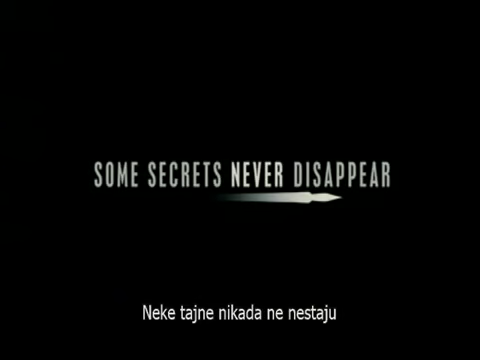 SOME SECRETS NEVER DISAPPEAR
Neke tajne nikada ne nestaju